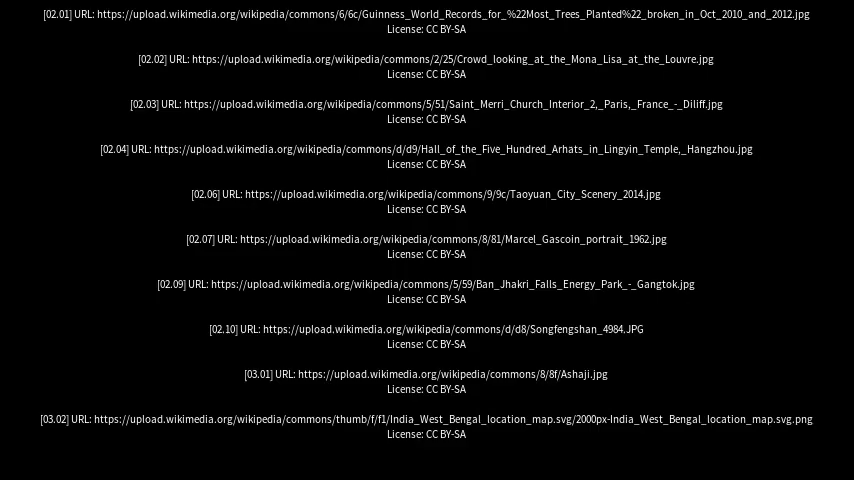 [02.01] URL: https://upload.wikimedia.org/wikipedia/commons/6/6c/Guinness_World_Records_for_%22Most_Trees_Planted%22_broken_in_Oct_2010_and_2012.jpg
License: CC BY-SA
[02.02] URL: https://upload.wikimedia.org/wikipedia/commons/2/25/Crowd_looking_at_the_Mona_Lisa_at_the_Louvre.jpg
License: CC BY-SA
[02.03] URL: https://upload.wikimedia.org/wikipedia/commons/5/51/Saint_Merri_Church_Interior_2,_Paris,_France_-_Diliff.jpg
License: CC BY-SA
[02.04] URL: https://upload.wikimedia.org/wikipedia/commons/d/d9/Hall_of_the_Five_Hundred_Arhats_in_Lingyin_Temple,_Hangzhou.jpg
License: CC BY-SA
[02.06] URL: https://upload.wikimedia.org/wikipedia/commons/9/9c/Taoyuan_City_Scenery_2014.jpg
License: CC BY-SA
[02.07] URL: https://upload.wikimedia.org/wikipedia/commons/8/81/Marcel_Gascoin_portrait_1962.jpg
License: CC BY-SA
[02.09] URL: https://upload.wikimedia.org/wikipedia/commons/5/59/Ban_Jhakri_Falls_Energy_Park_-_Gangtok.jpg
License: CC BY-SA
[02.10] URL: https://upload.wikimedia.org/wikipedia/commons/d/d8/Songfengshan_4984.JPG
License: CC BY-SA
[03.01] URL: https://upload.wikimedia.org/wikipedia/commons/8/8f/Ashaji.jpg
License: CC BY-SA
[03.02] URL: https://upload.wikimedia.org/wikipedia/commons/thumb/f/f1/India_West_Bengal_location_map.svg/2000px-India_West_Bengal_location_map.svg.png
License: CC BY-SA